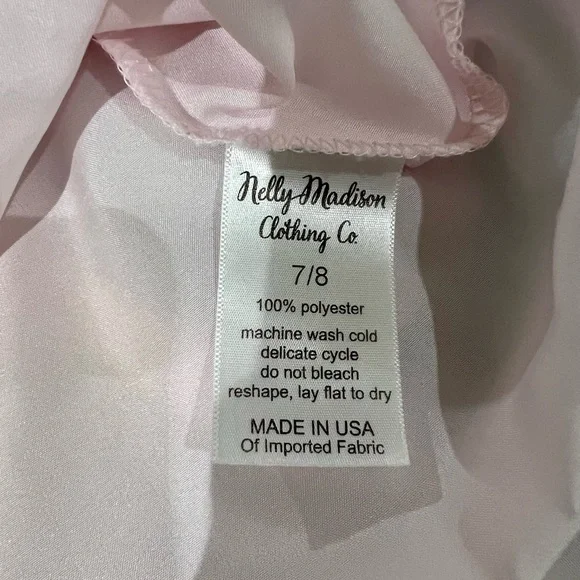 Nelly Madison
Clothing Co.
7/8
100% polyester
machine wash cold
delicate cycle
do not bleach
reshape, lay flat to dry
MADE IN USA
Of Imported Fabric